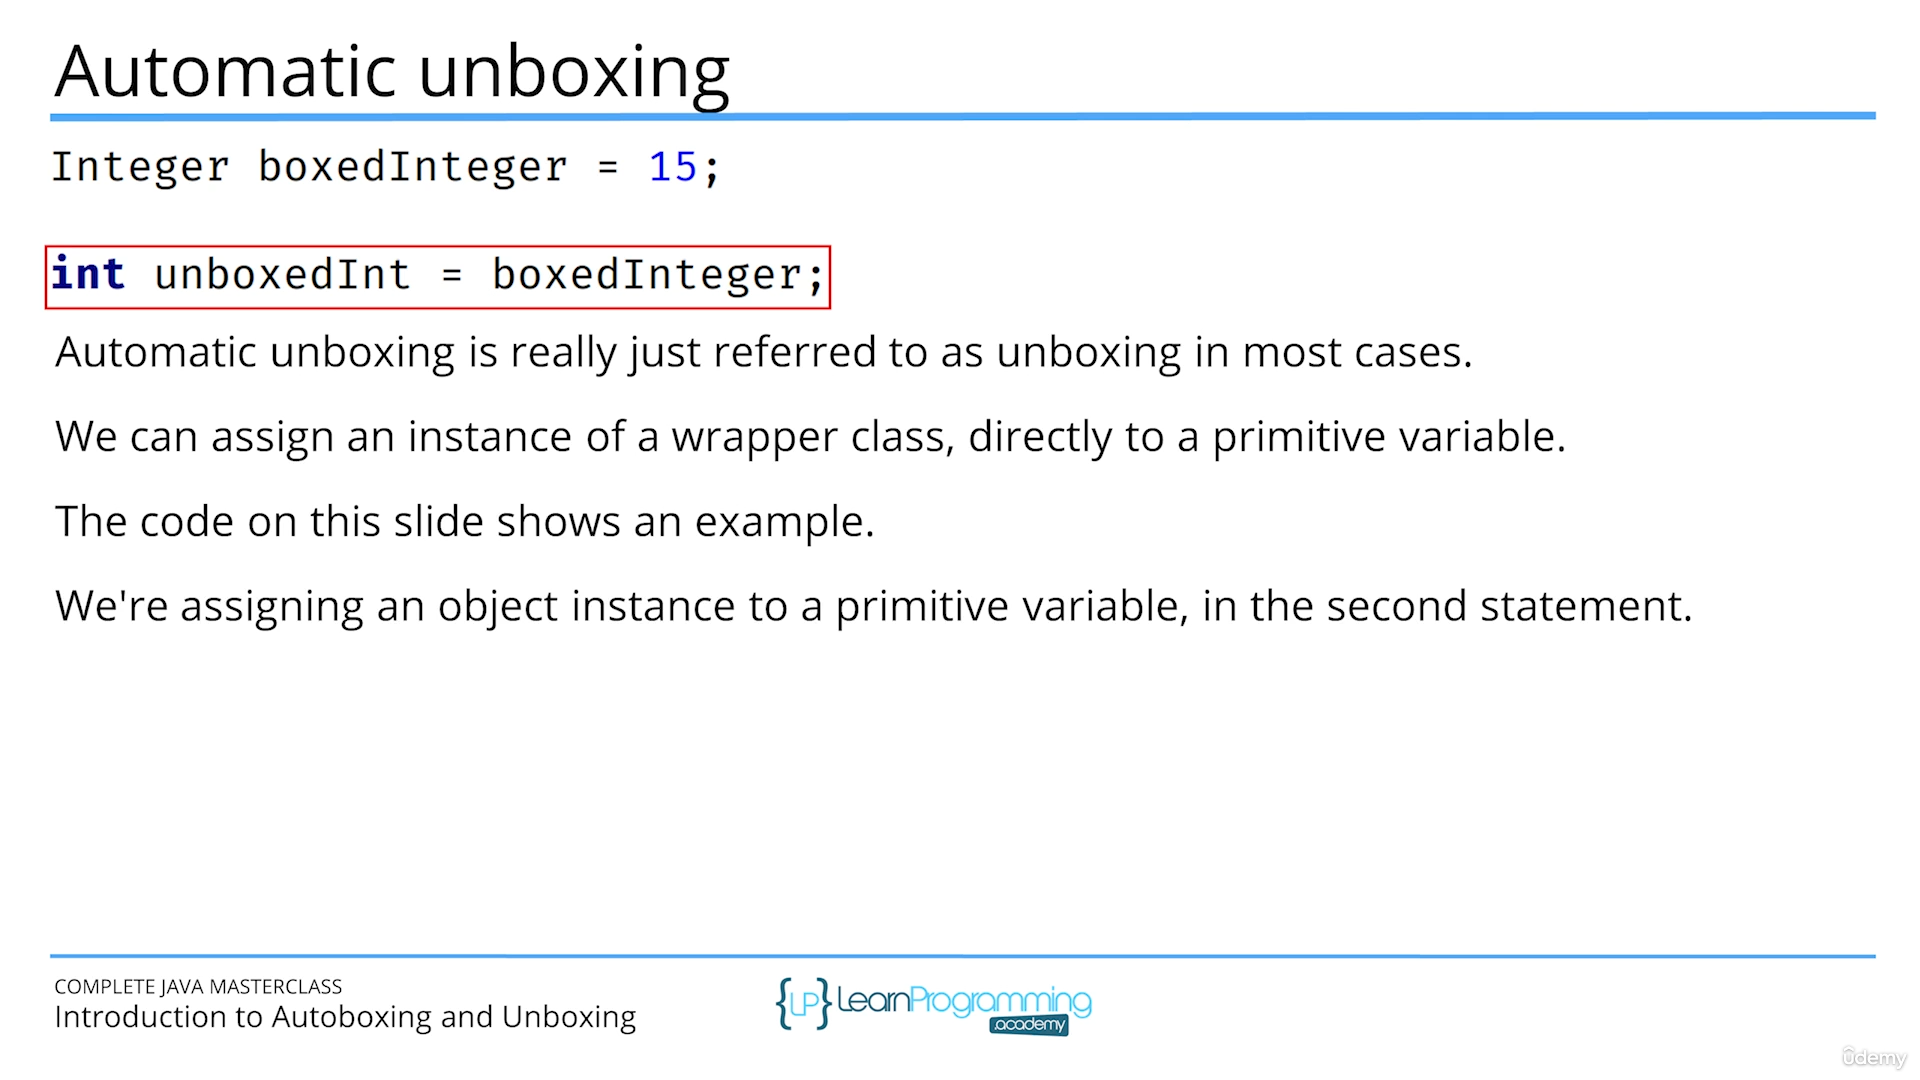 Automatic unboxing
Integer boxedInteger = 15;
int unboxedInt = boxedInteger;
Automatic unboxing is really just referred to as unboxing in most cases.
We can assign an instance of a wrapper class, directly to a primitive variable.
The code on this slide shows an example.
We're assigning an object instance to a primitive variable, in the second statement.
COMPLETE JAVA MASTERCLASS
Introduction to Autoboxing and Unboxing
{LP} LearnProgramming
.academy
udemy